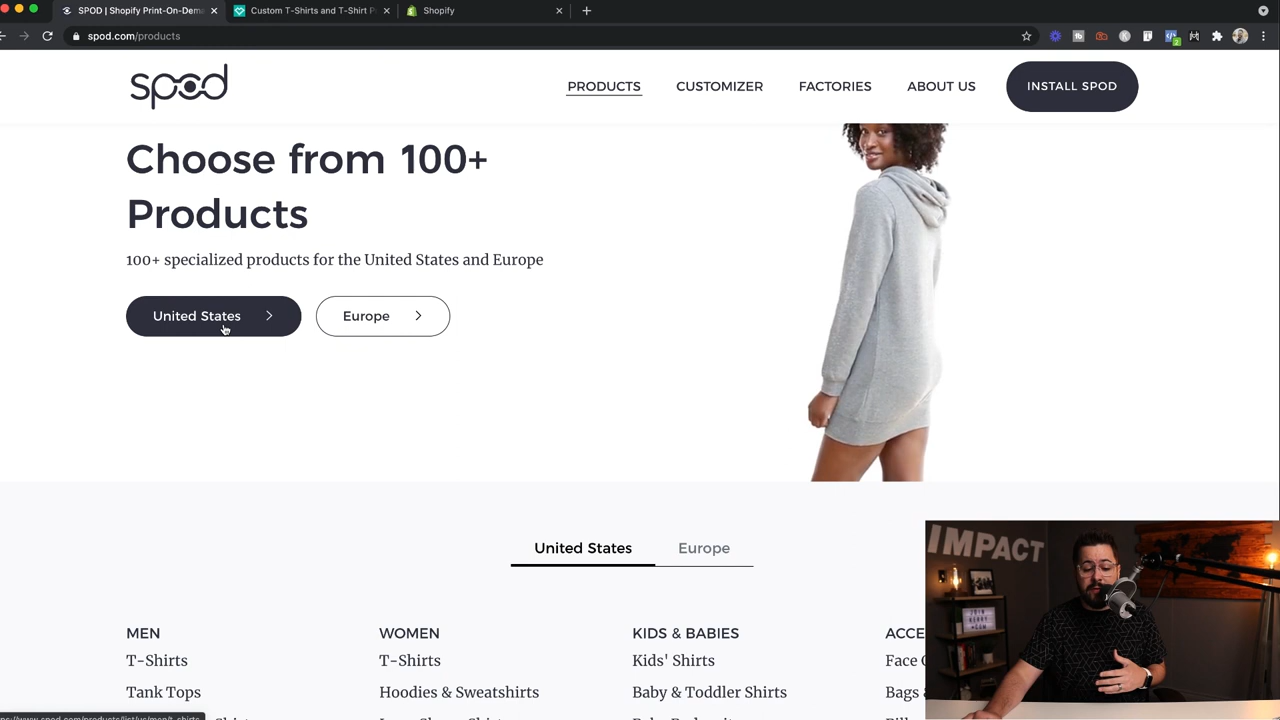 SPOD | Shopify Print-On-Dema
Custom T-Shirts and T-Shirt P
Shopify
spod.com/products
spod
PRODUCTS
CUSTOMIZER
FACTORIES
ABOUT US
INSTALL SPOD
Choose from 100+
Products
100+ specialized products for the United States and Europe
United States
Europe
United States
Europe
IMPACT
MEN
WOMEN
KIDS & BABIES
ACCE
T-Shirts
T-Shirts
Kids' Shirts
Face
Tank Tops
Hoodies & Sweatshirts
Baby & Toddler Shirts
Bags